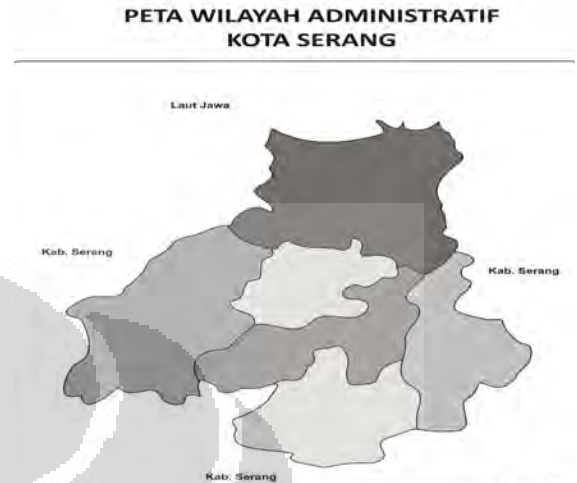 PETA WILAYAH ADMINISTRATIF
KOTA SERANG
Laut Jawa
Kab. Serang
Kab. Serang
Kab. Serang